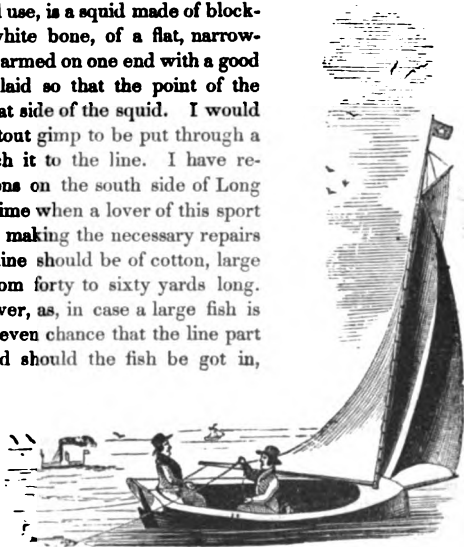 l use, is a squid made of block-
white bone, of a flat, narrow-
armed on one end with a good
laid so that the point of the
at side of the squid. I would
tout gimp to be put through a
ch it to the line. I have re-
ons on the south side of Long
ime when a lover of this sport
making the necessary repairs
ine should be of cotton, large
om forty to sixty yards long.
ver, as, in case a large fish is
even chance that the line part
d should the fish be got in,